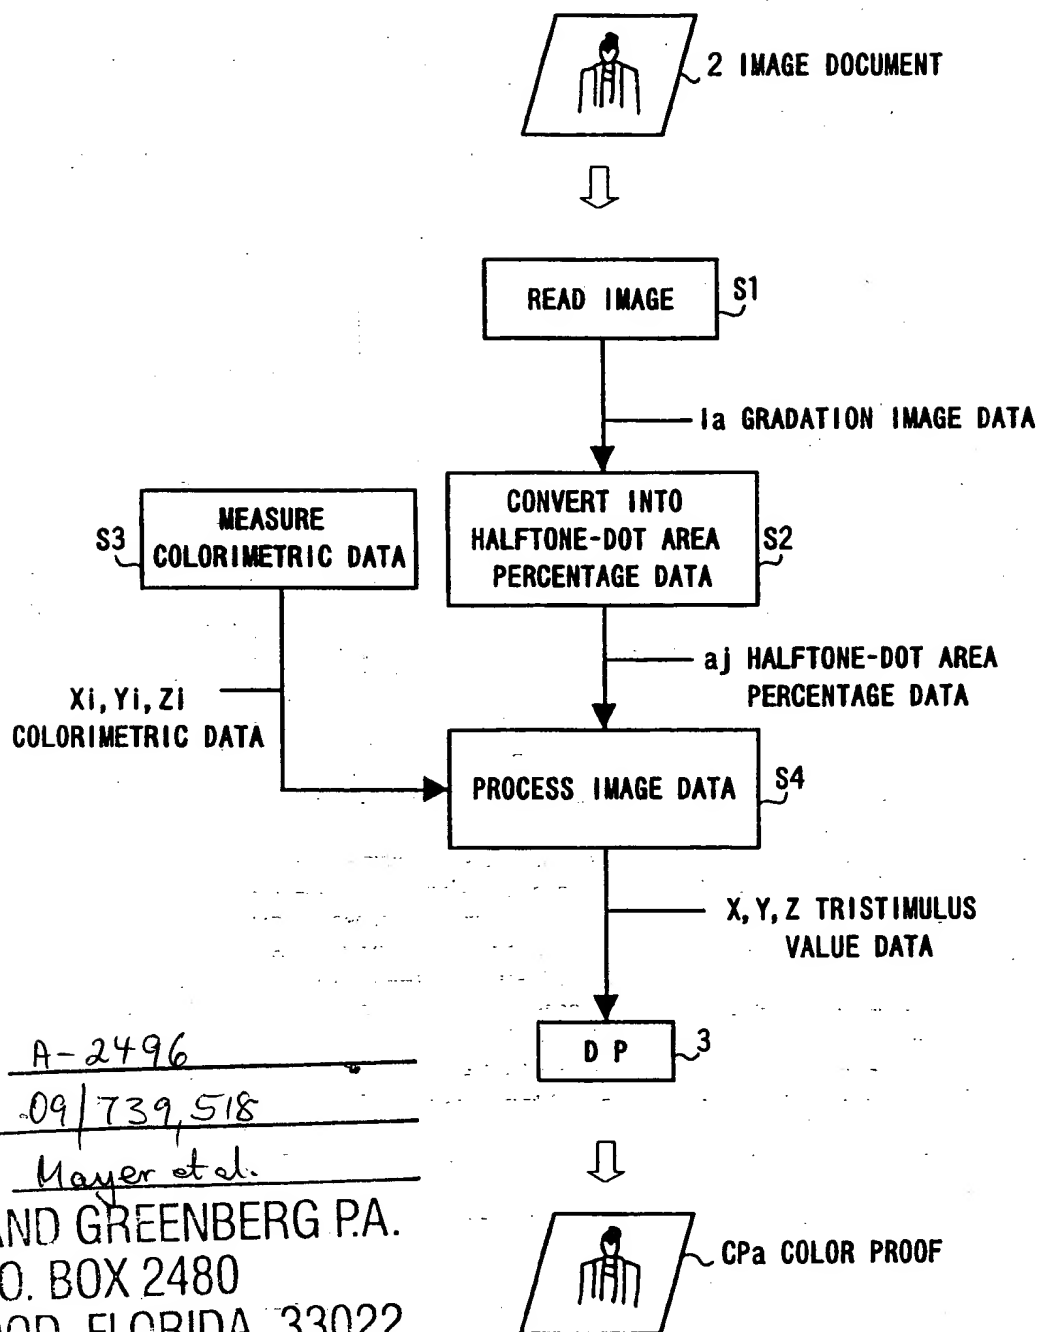 2 IMAGE DOCUMENT
READ IMAGE
S1
Ia GRADATION IMAGE DATA
CONVERT INTO
HALFTONE-DOT AREA
PERCENTAGE DATA
S2
MEASURE
COLORIMETRIC DATA
S3
aj HALFTONE-DOT AREA
PERCENTAGE DATA
Xi, Yi, Zi
COLORIMETRIC DATA
PROCESS IMAGE DATA
S4
X, Y, Z TRISTIMULUS
VALUE DATA
D P
3
A-2496
09/739,518
Mayer et al.
AND GREENBERG P.A.
O. BOX 2480
OOD, FLORIDA 33022
CPa COLOR PROOF